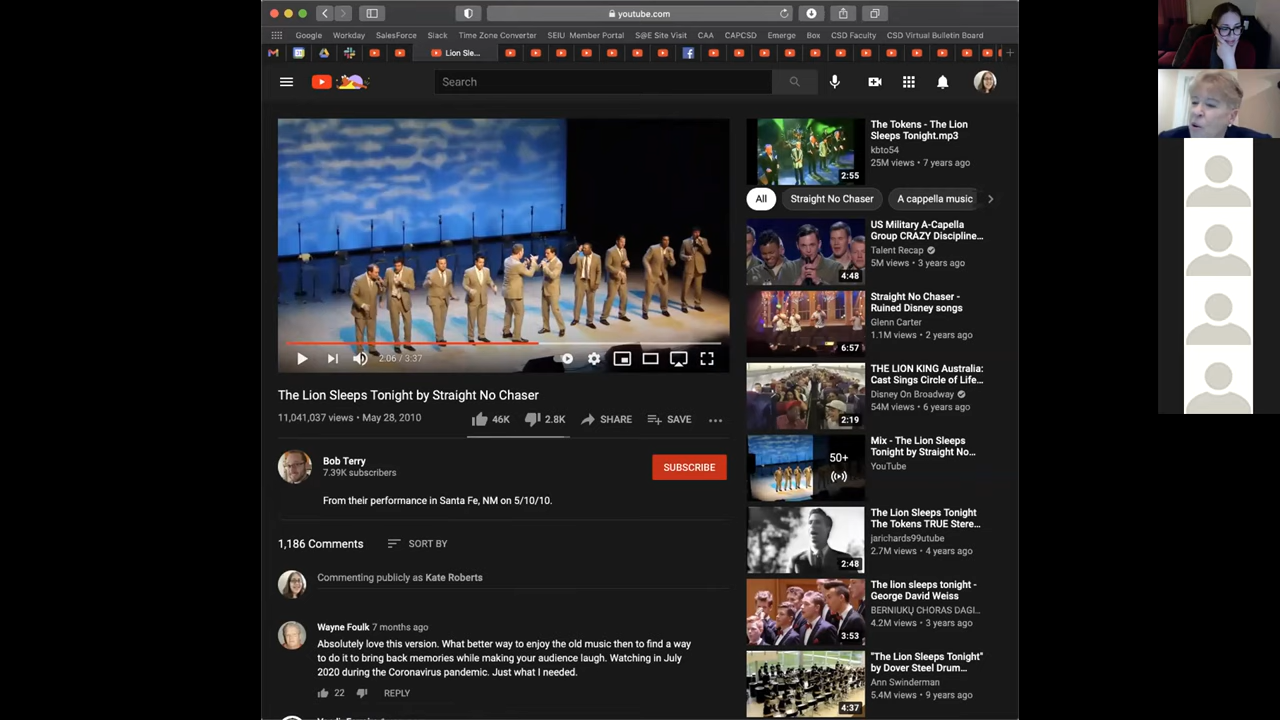 youtube.com
Google Workday SalesForce Slack Time Zone Converter SEIU Member Portal S@E Site Visit CAA CAPCSD Emerge Box CSD Faculty CSD Virtual Bulletin Board
Lion Sle...
Search
The Lion Sleeps Tonight by Straight No Chaser
11,041,037 views • May 28, 2010
46K
2.8K
SHARE
SAVE
2:06 / 3:37
Bob Terry
7.39K subscribers
SUBSCRIBE
From their performance in Santa Fe, NM on 5/10/10.
1,186 Comments
SORT BY
Commenting publicly as Kate Roberts
Wayne Foulk 7 months ago
Absolutely love this version. What better way to enjoy the old music then to find a way
to do it to bring back memories while making your audience laugh. Watching in July
2020 during the Coronavirus pandemic. Just what I needed.
22
REPLY
The Tokens - The Lion
Sleeps Tonight.mp3
kbto54
25M views • 7 years ago
2:55
All
Straight No Chaser
A cappella music
US Military A-Capella
Group CRAZY Discipline...
Talent Recap
5M views • 3 years ago
4:48
Straight No Chaser -
Ruined Disney songs
Glenn Carter
1.1M views • 2 years ago
6:57
THE LION KING Australia:
Cast Sings Circle of Life...
Disney On Broadway
54M views • 6 years ago
2:19
Mix - The Lion Sleeps
Tonight by Straight No...
YouTube
50+
The Lion Sleeps Tonight
The Tokens TRUE Stere...
jarichards99utube
2.7M views • 4 years ago
2:48
The lion sleeps tonight -
George David Weiss
BERNIUKŲ CHORAS DAGI...
4.2M views • 3 years ago
3:53
"The Lion Sleeps Tonight"
by Dover Steel Drum...
Ann Swinderman
5.4M views • 9 years ago
4:37